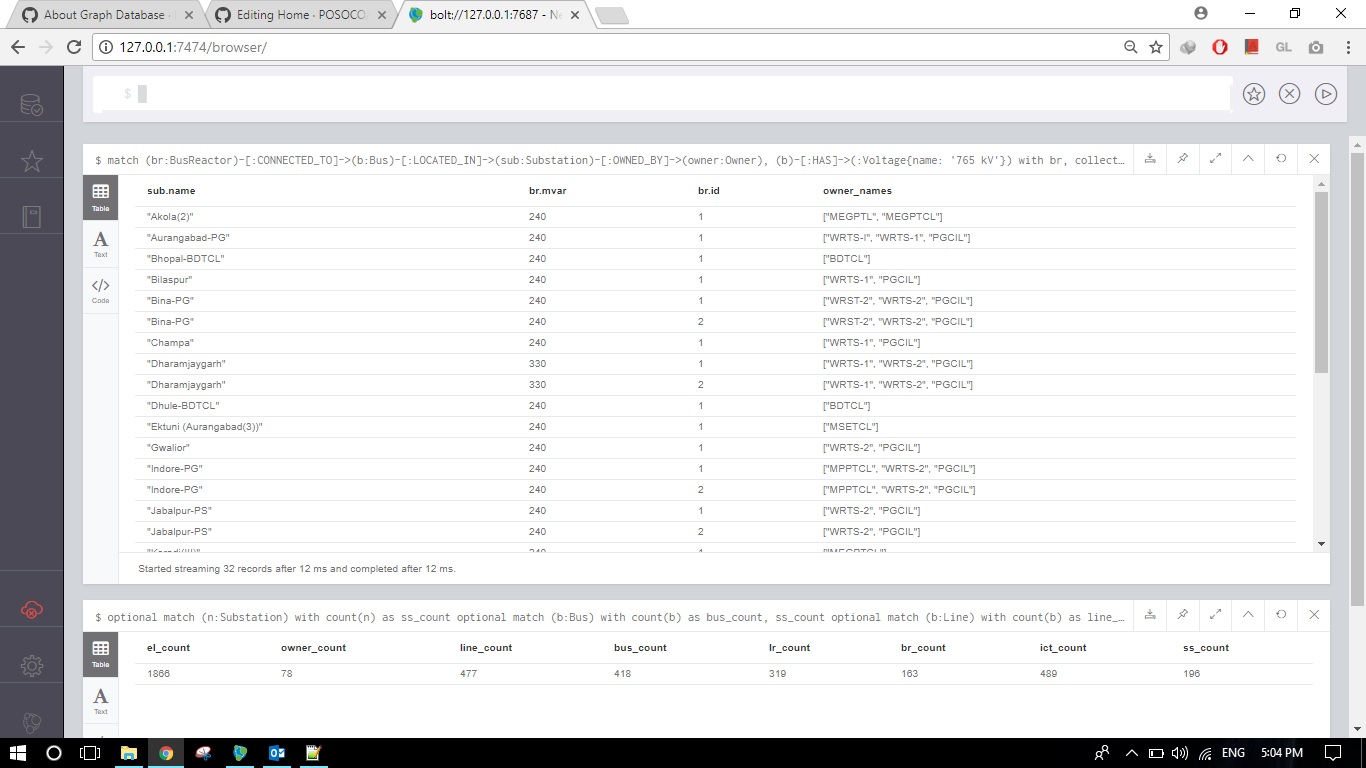 About Graph Database ·
Editing Home · POSOCO
bolt://127.0.0.1:7687 - Ne
127.0.0.1:7474/browser/
GL
$
$ match (br:BusReactor)-[:CONNECTED_TO]->(b:Bus)-[:LOCATED_IN]->(sub:Substation)-[:OWNED_BY]->(owner:Owner), (b)-[:HAS]->(:Voltage{name: '765 kV'}) with br, collect…
Table
Text
Code
sub.name br.mvar br.id owner_names
"Akola(2)" 240 1 ["MEGPTL", "MEGPTCL"]
"Aurangabad-PG" 240 1 ["WRTS-I", "WRTS-1", "PGCIL"]
"Bhopal-BDTCL" 240 1 ["BDTCL"]
"Bilaspur" 240 1 ["WRTS-1", "PGCIL"]
"Bina-PG" 240 1 ["WRST-2", "WRTS-2", "PGCIL"]
"Bina-PG" 240 2 ["WRST-2", "WRTS-2", "PGCIL"]
"Champa" 240 1 ["WRTS-1", "PGCIL"]
"Dharamjaygarh" 330 1 ["WRTS-1", "WRTS-2", "PGCIL"]
"Dharamjaygarh" 330 2 ["WRTS-1", "WRTS-2", "PGCIL"]
"Dhule-BDTCL" 240 1 ["BDTCL"]
"Ektuni (Aurangabad(3))" 240 1 ["MSETCL"]
"Gwalior" 240 1 ["WRTS-2", "PGCIL"]
"Indore-PG" 240 1 ["MPPTCL", "WRTS-2", "PGCIL"]
"Indore-PG" 240 2 ["MPPTCL", "WRTS-2", "PGCIL"]
"Jabalpur-PS" 240 1 ["WRTS-2", "PGCIL"]
"Jabalpur-PS" 240 2 ["WRTS-2", "PGCIL"]
Started streaming 32 records after 12 ms and completed after 12 ms.
$ optional match (n:Substation) with count(n) as ss_count optional match (b:Bus) with count(b) as bus_count, ss_count optional match (b:Line) with count(b) as line_…
Table
Text
el_count owner_count line_count bus_count lr_count br_count ict_count ss_count
1866 78 477 418 319 163 489 196
ENG 5:04 PM